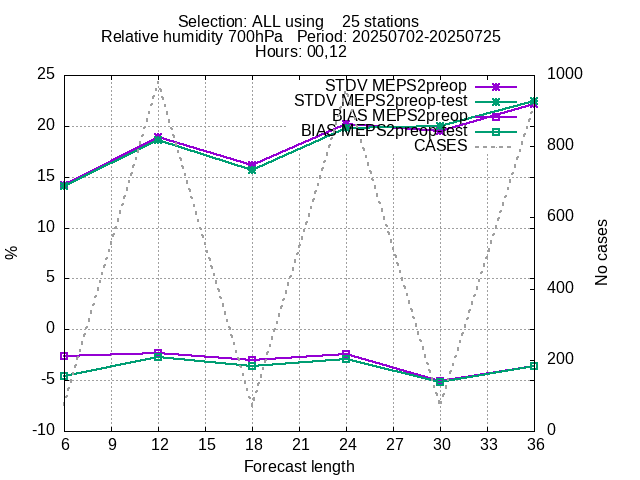 Selection: ALL using    25 stations
Relative humidity 700hPa   Period: 20250702-20250725
Hours: 00,12
STDV MEPS2preop
STDV MEPS2preop-test
BIAS MEPS2preop
BIAS MEPS2preop-test
CASES
25
20
15
10
5
0
-5
-10
%
1000
800
600
400
200
0
No cases
6 9 12 15 18 21 24 27 30 33 36
Forecast length